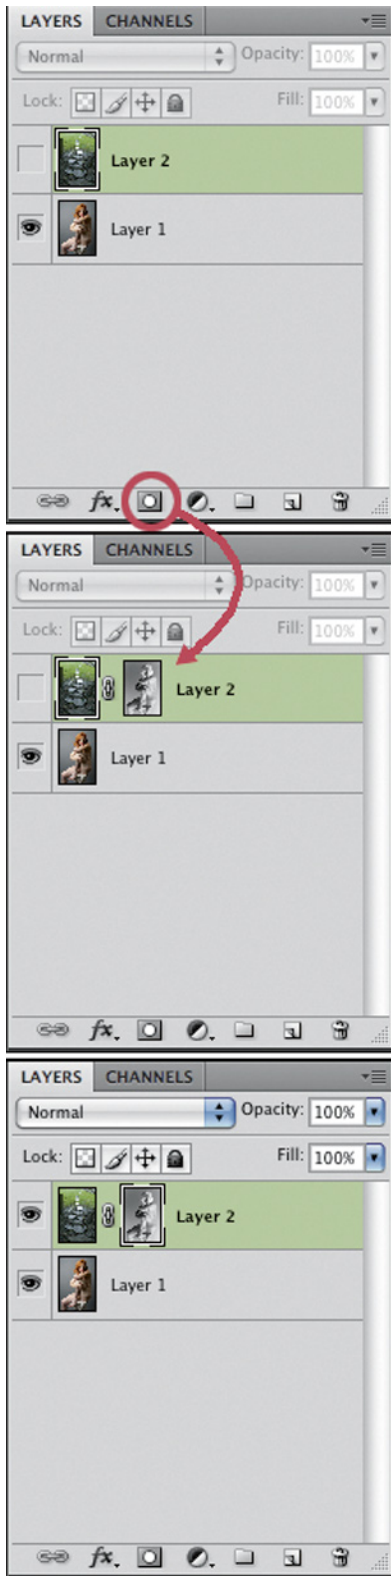 LAYERS CHANNELS
Normal Opacity: 100%
Lock: Fill: 100%
Layer 2
Layer 1
fx.
LAYERS CHANNELS
Normal Opacity: 100%
Lock: Fill: 100%
Layer 2
Layer 1
fx.
LAYERS CHANNELS
Normal Opacity: 100%
Lock: Fill: 100%
Layer 2
Layer 1
fx.